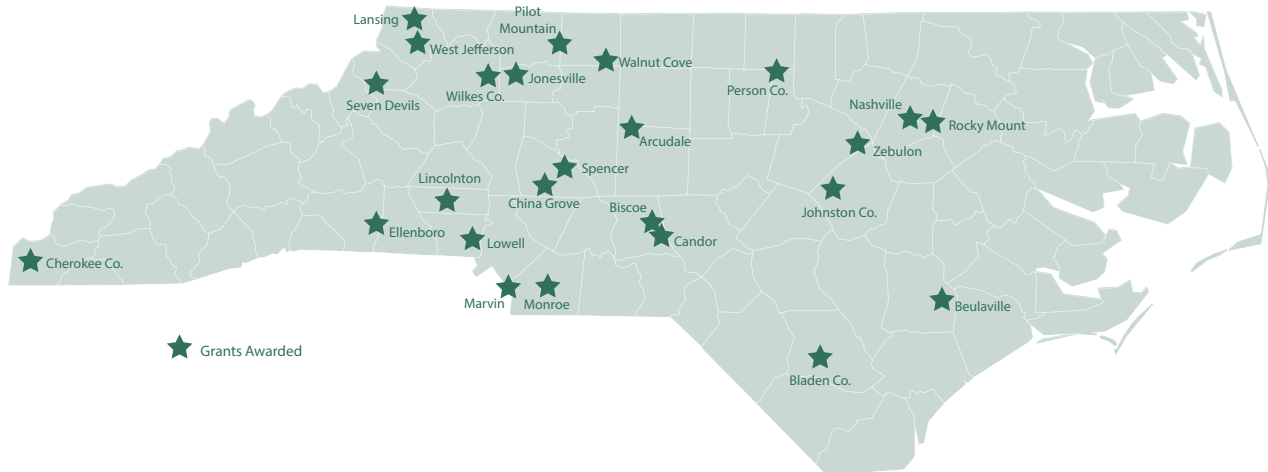 Pilot
Mountain
Lansing
West Jefferson
Walnut Cove
Jonesville
Wilkes Co.
Seven Devils
Person Co.
Nashville
Rocky Mount
Arcudale
Zebulon
Spencer
Lincolnton
China Grove
Biscoe
Johnston Co.
Ellenboro
Lowell
Candor
Cherokee Co.
Marvin
Monroe
Beulaville
Grants Awarded
Bladen Co.